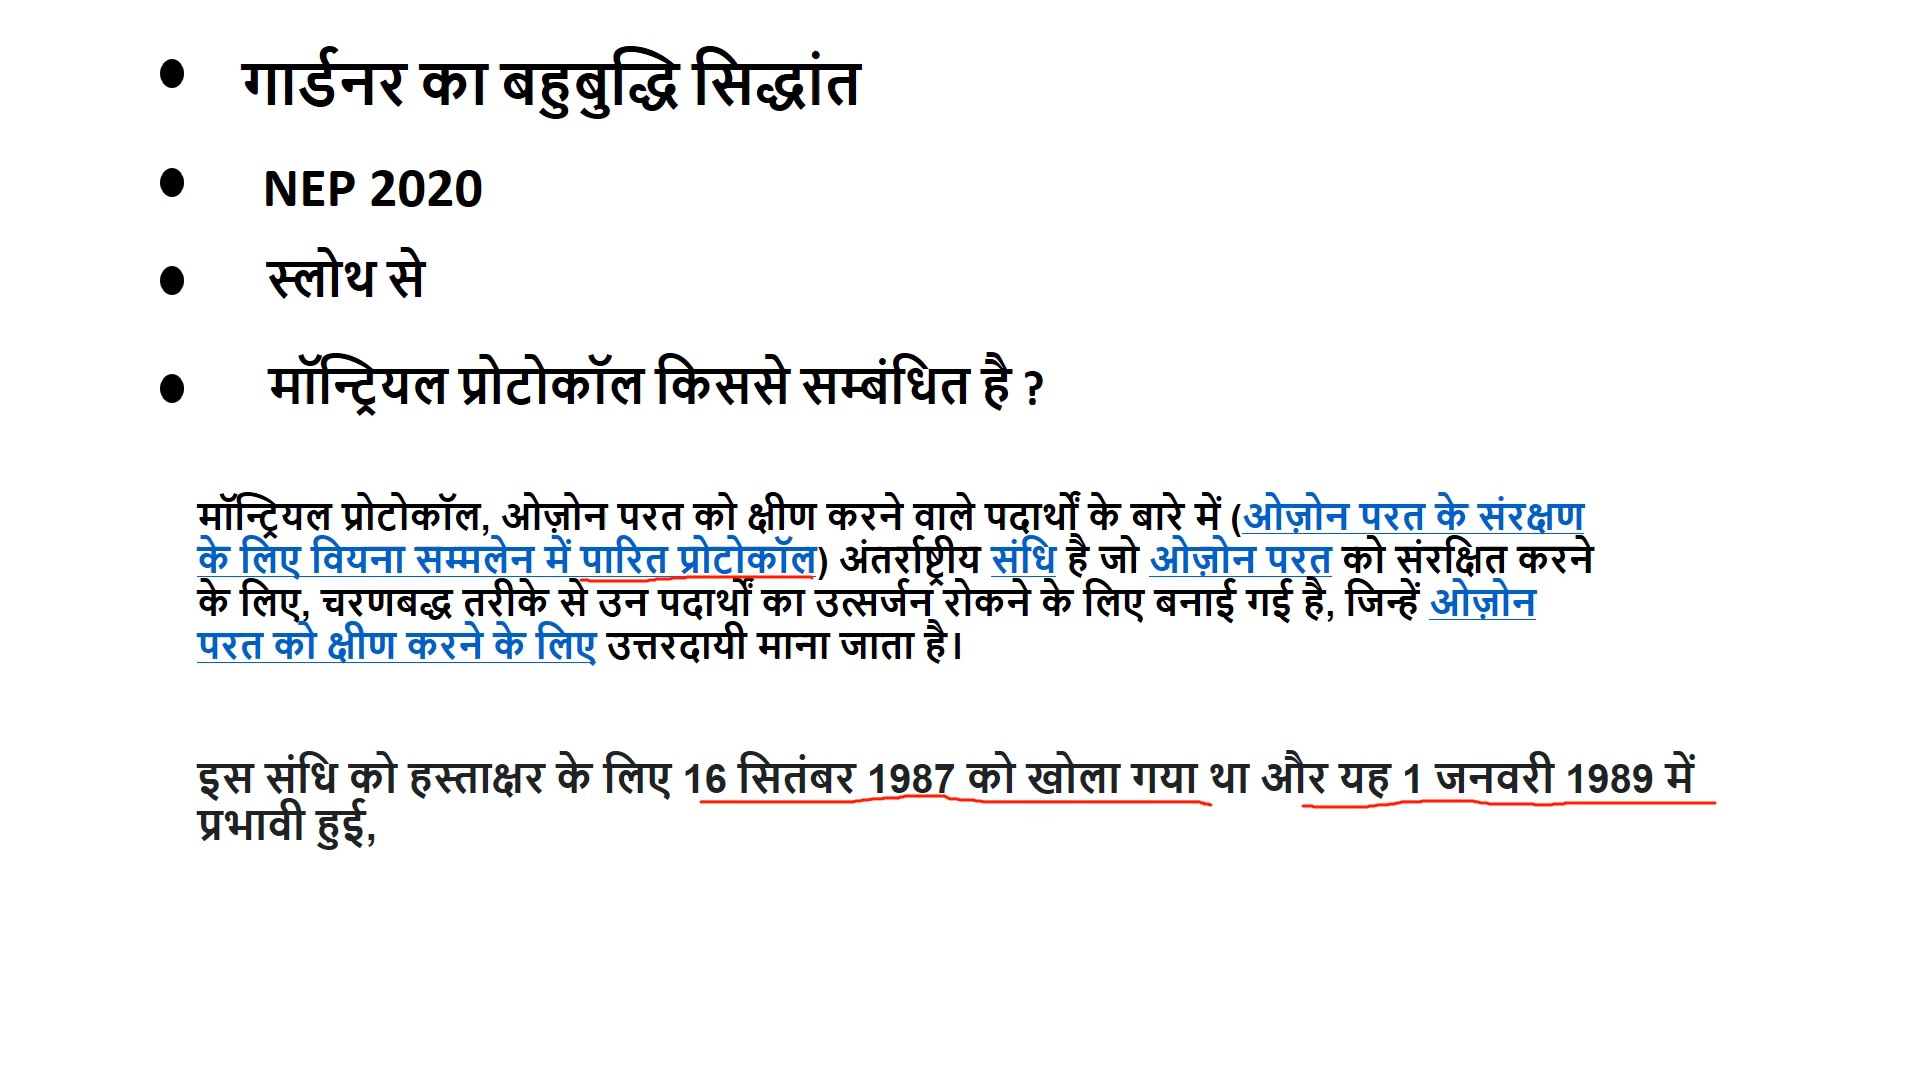 • गार्डनर का बहुबुद्धि सिद्धांत
• NEP 2020
• स्लोथ से
• मॉन्ट्रियल प्रोटोकॉल किससे सम्बंधित है ?
मॉन्ट्रियल प्रोटोकॉल, ओज़ोन परत को क्षीण करने वाले पदार्थों के बारे में (ओज़ोन परत के संरक्षण
के लिए वियना सम्मलेन में पारित प्रोटोकॉल) अंतर्राष्ट्रीय संधि है जो ओज़ोन परत को संरक्षित करने
के लिए, चरणबद्ध तरीके से उन पदार्थों का उत्सर्जन रोकने के लिए बनाई गई है, जिन्हें ओज़ोन
परत को क्षीण करने के लिए उत्तरदायी माना जाता है।
इस संधि को हस्ताक्षर के लिए 16 सितंबर 1987 को खोला गया था और यह 1 जनवरी 1989 में
प्रभावी हुई,